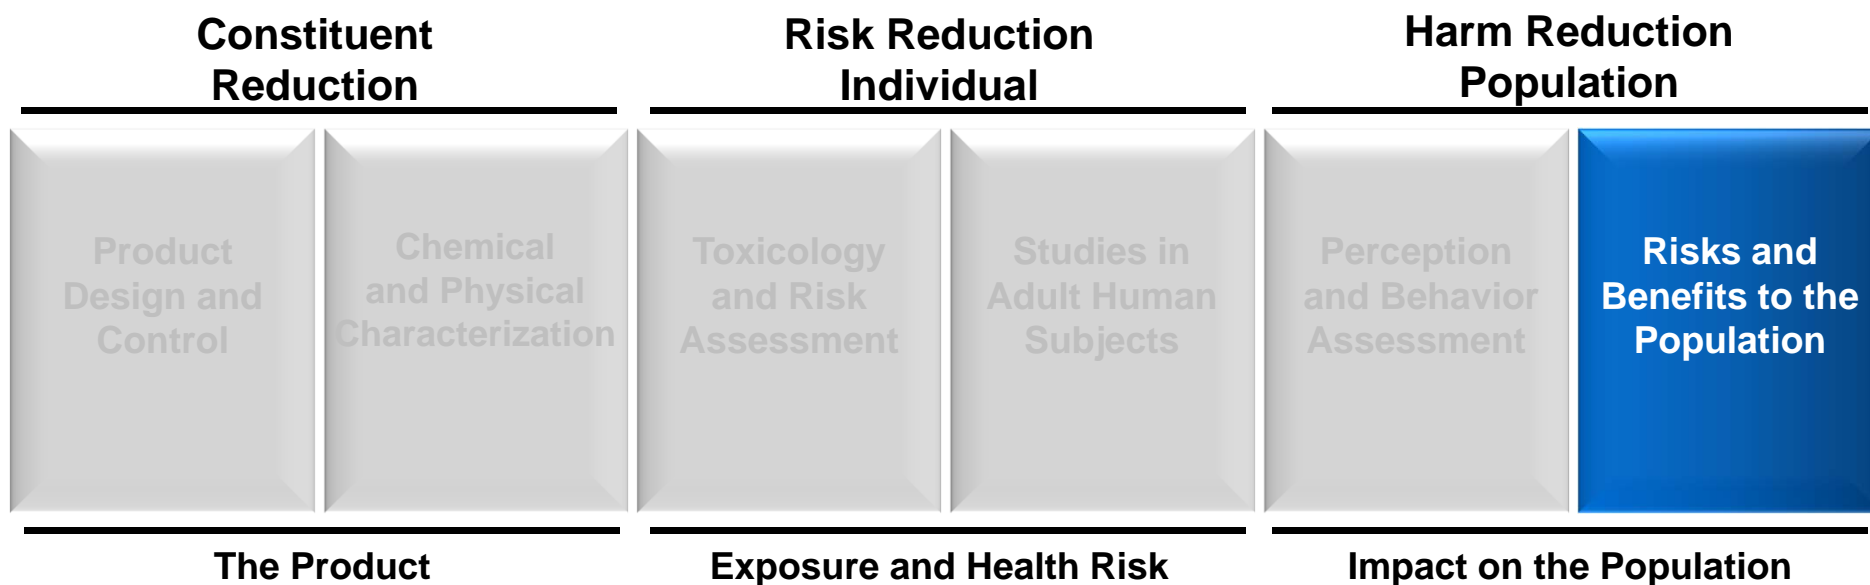 Constituent
Reduction
Risk Reduction
Individual
Harm Reduction
Population
Product
Design and
Control
Chemical
and Physical
Characterization
Toxicology
and Risk
Assessment
Studies in
Adult Human
Subjects
Perception
and Behavior
Assessment
Risks and
Benefits to the
Population
The Product
Exposure and Health Risk
Impact on the Population